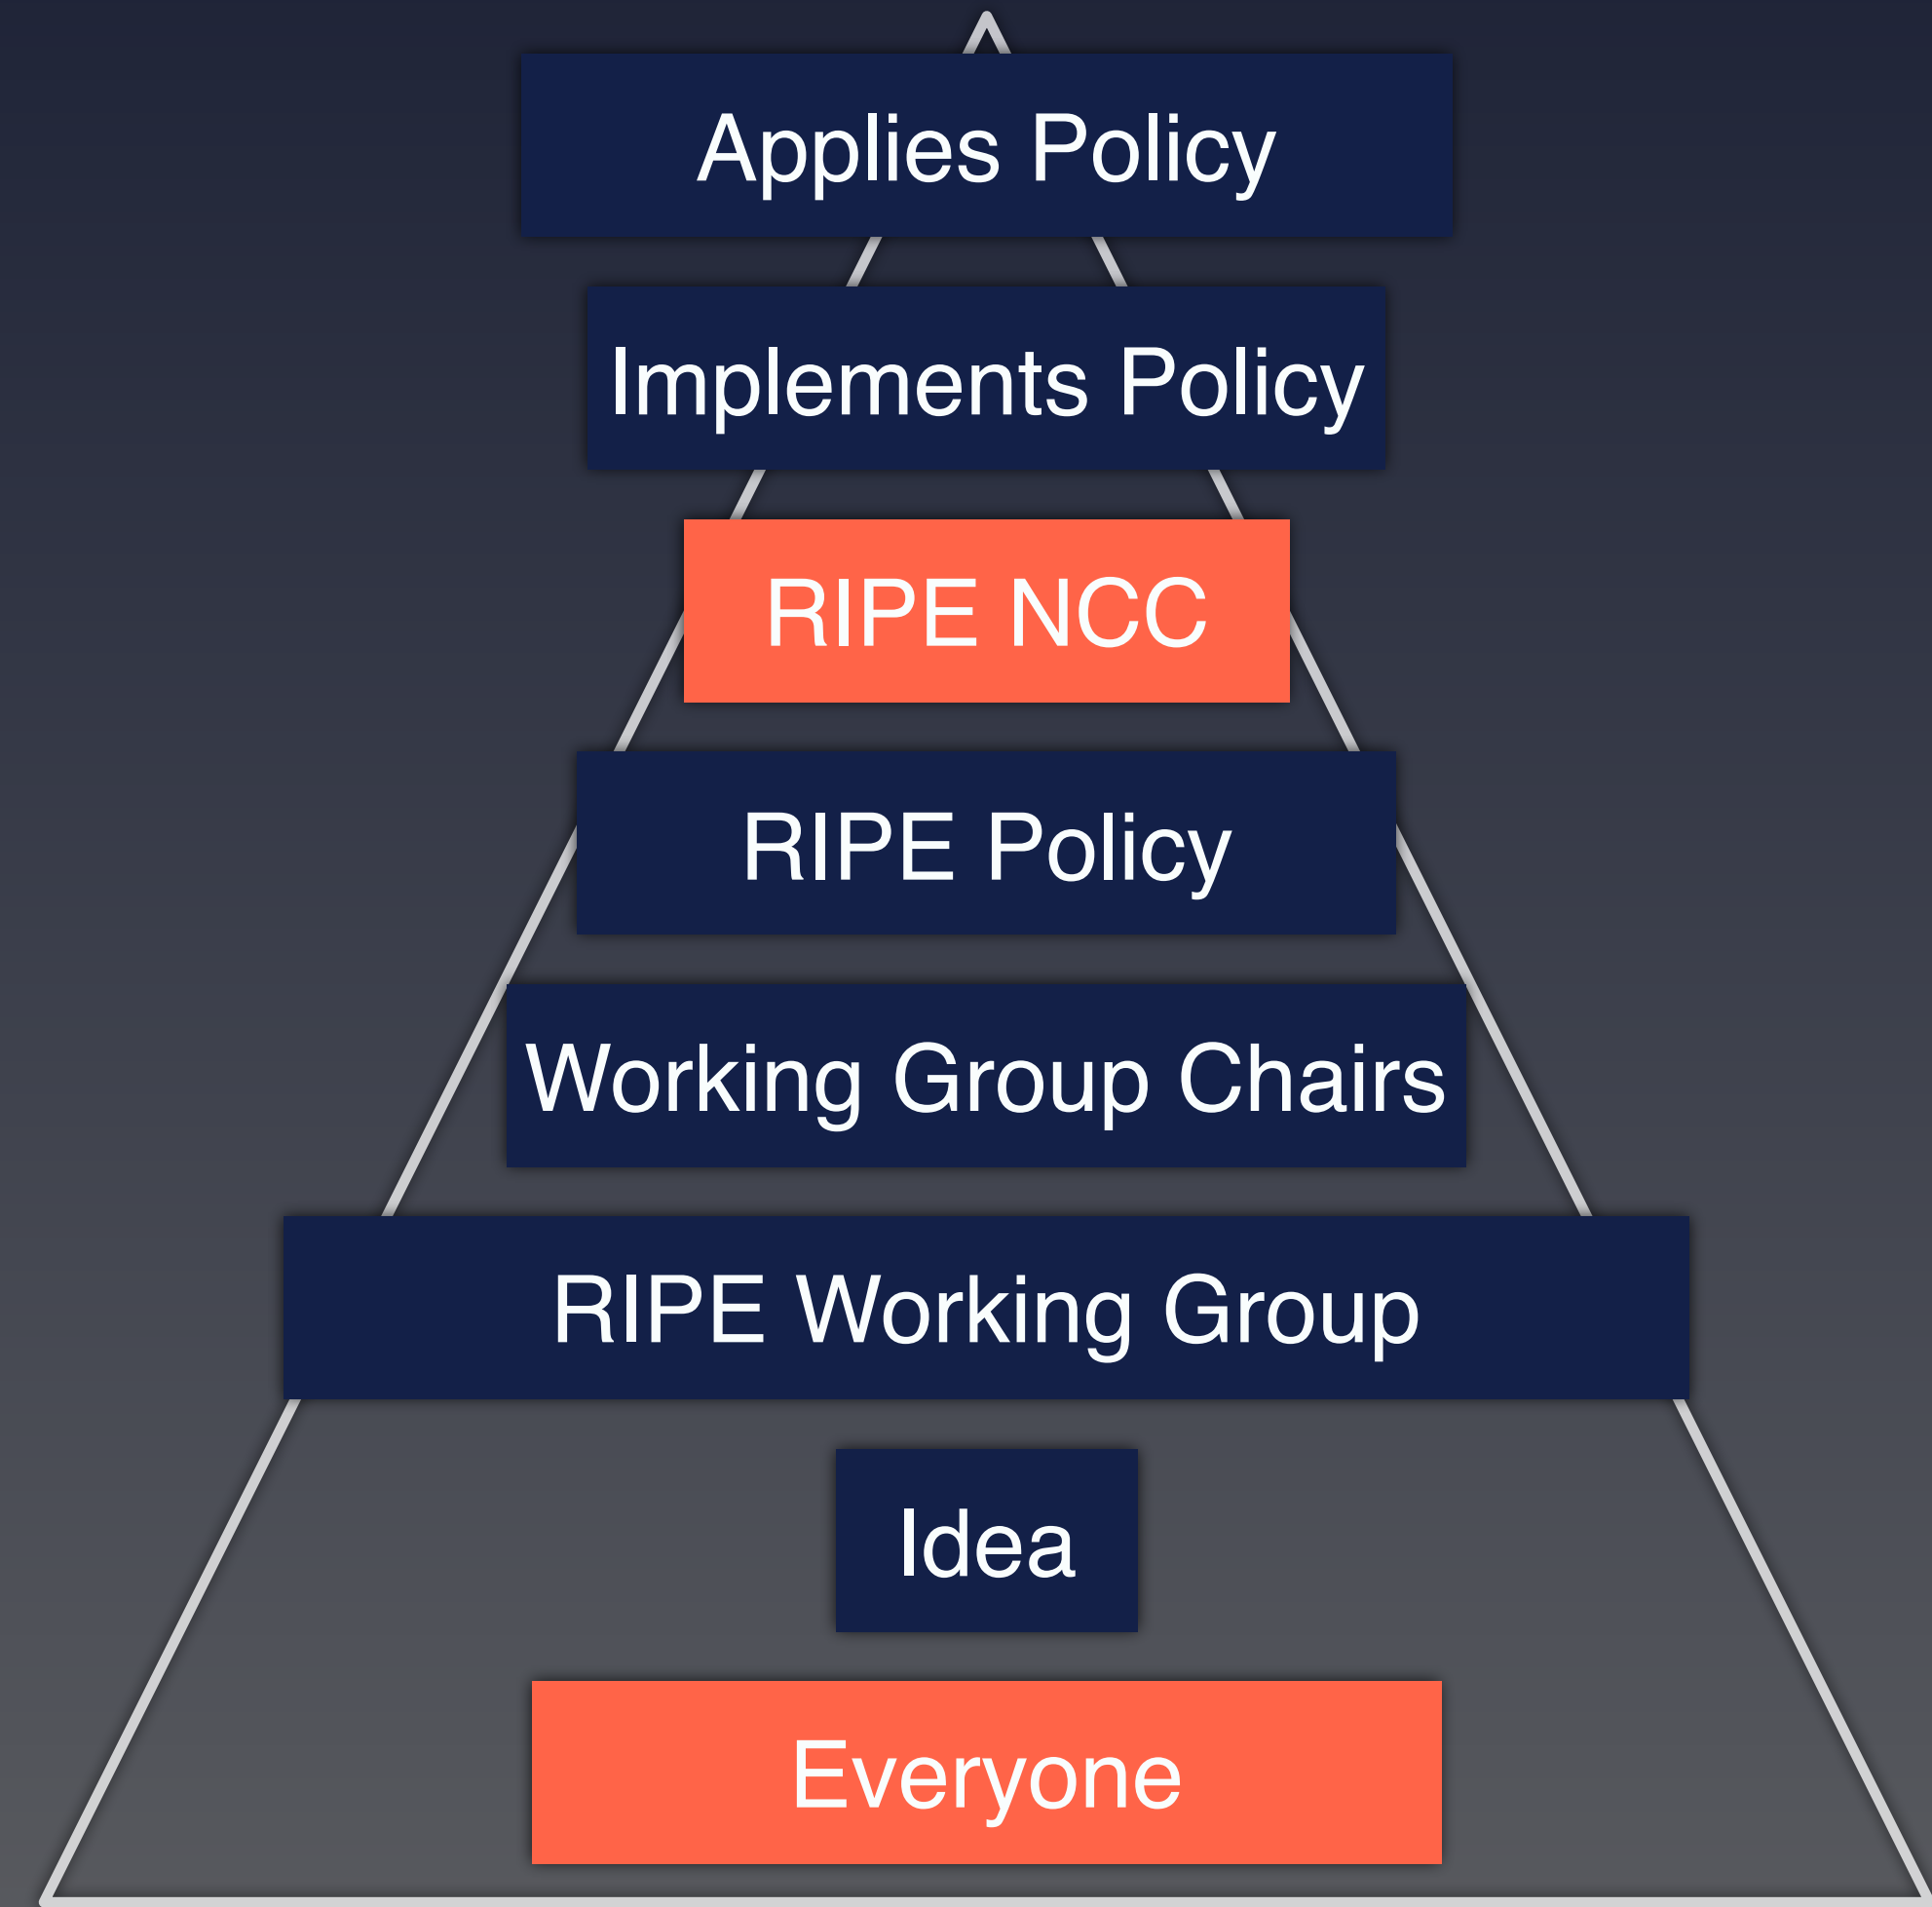 Applies Policy
Implements Policy
RIPE NCC
RIPE Policy
Working Group Chairs
RIPE Working Group
Idea
Everyone